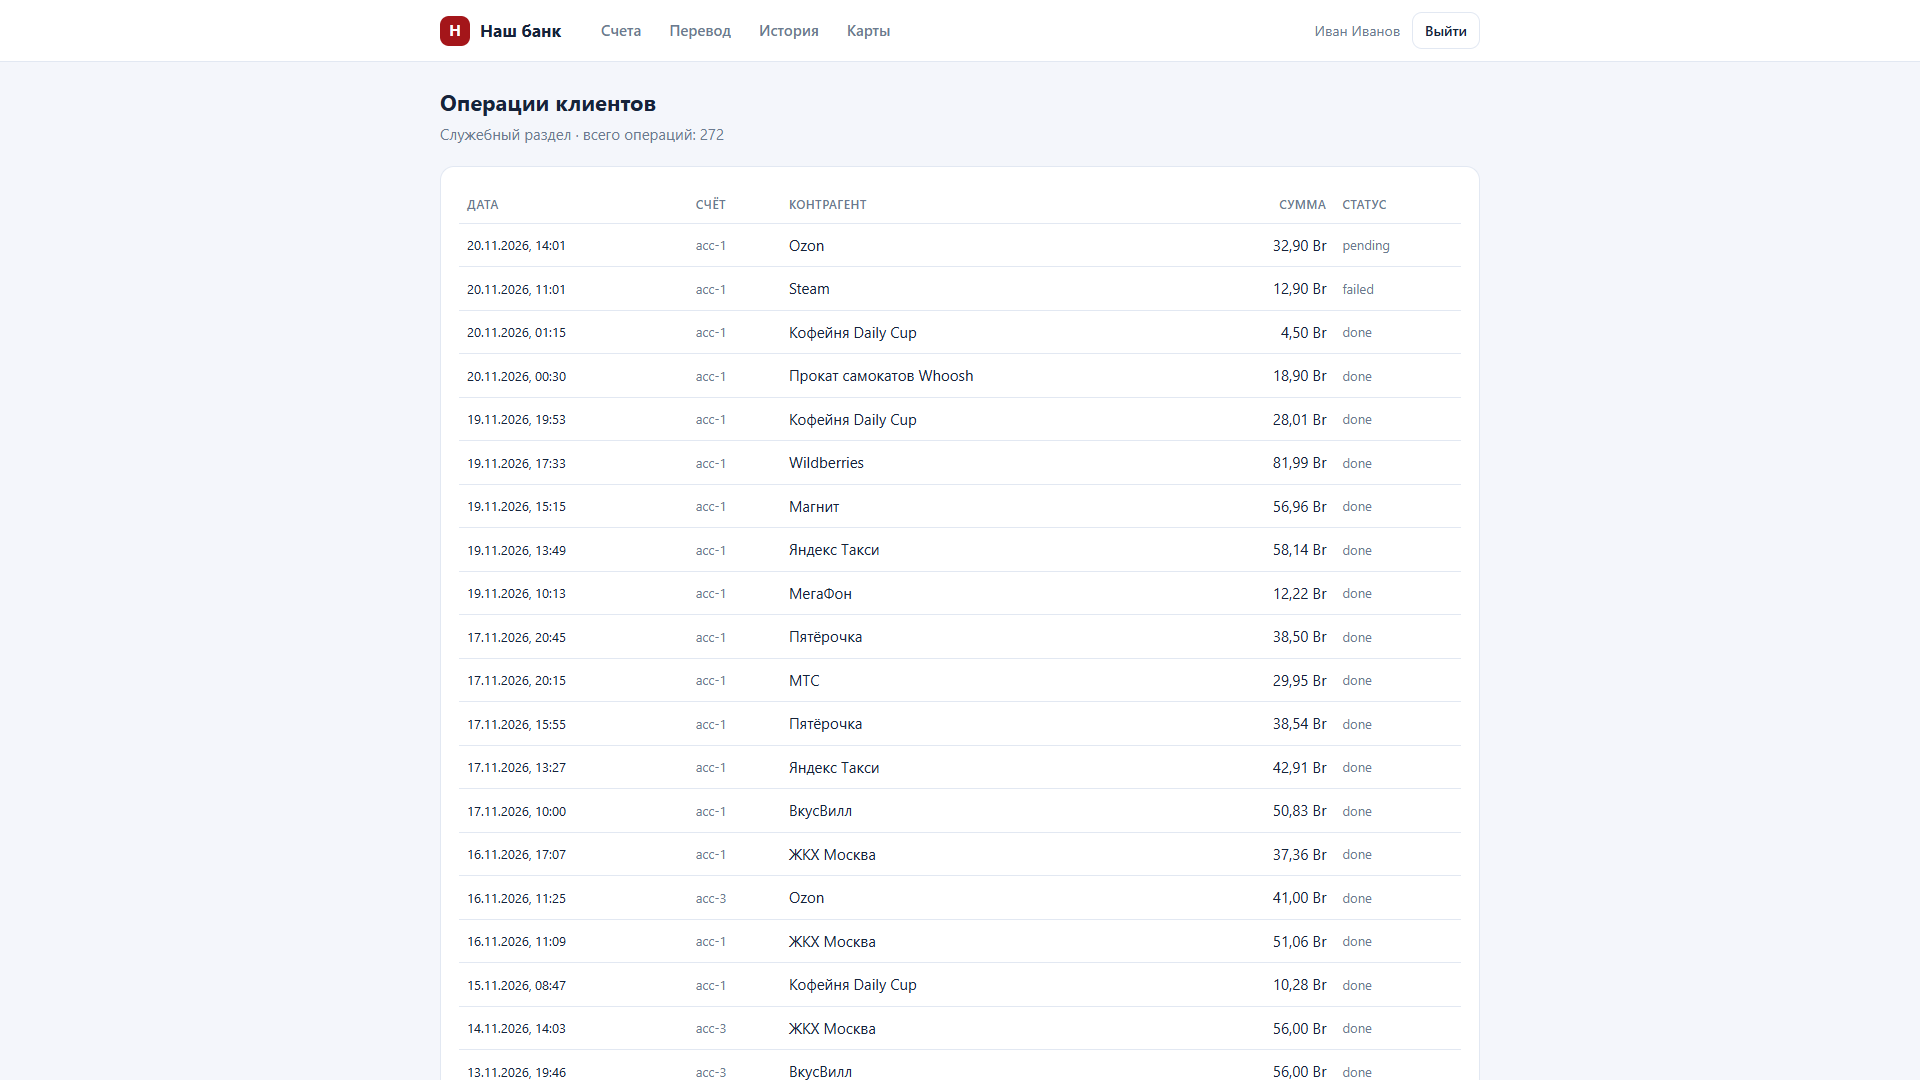 Н Наш банк Счета Перевод История Карты Иван Иванов Выйти
Операции клиентов
Служебный раздел · всего операций: 272
ДАТА СЧЁТ КОНТРАГЕНТ СУММА СТАТУС
20.11.2026, 14:01 acc-1 Ozon 32,90 Br pending
20.11.2026, 11:01 acc-1 Steam 12,90 Br failed
20.11.2026, 01:15 acc-1 Кофейня Daily Cup 4,50 Br done
20.11.2026, 00:30 acc-1 Прокат самокатов Whoosh 18,90 Br done
19.11.2026, 19:53 acc-1 Кофейня Daily Cup 28,01 Br done
19.11.2026, 17:33 acc-1 Wildberries 81,99 Br done
19.11.2026, 15:15 acc-1 Магнит 56,96 Br done
19.11.2026, 13:49 acc-1 Яндекс Такси 58,14 Br done
19.11.2026, 10:13 acc-1 МегаФон 12,22 Br done
17.11.2026, 20:45 acc-1 Пятёрочка 38,50 Br done
17.11.2026, 20:15 acc-1 МТС 29,95 Br done
17.11.2026, 15:55 acc-1 Пятёрочка 38,54 Br done
17.11.2026, 13:27 acc-1 Яндекс Такси 42,91 Br done
17.11.2026, 10:00 acc-1 ВкусВилл 50,83 Br done
16.11.2026, 17:07 acc-1 ЖКХ Москва 37,36 Br done
16.11.2026, 11:25 acc-3 Ozon 41,00 Br done
16.11.2026, 11:09 acc-1 ЖКХ Москва 51,06 Br done
15.11.2026, 08:47 acc-1 Кофейня Daily Cup 10,28 Br done
14.11.2026, 14:03 acc-3 ЖКХ Москва 56,00 Br done
13.11.2026, 19:46 acc-3 ВкусВилл 56,00 Br done